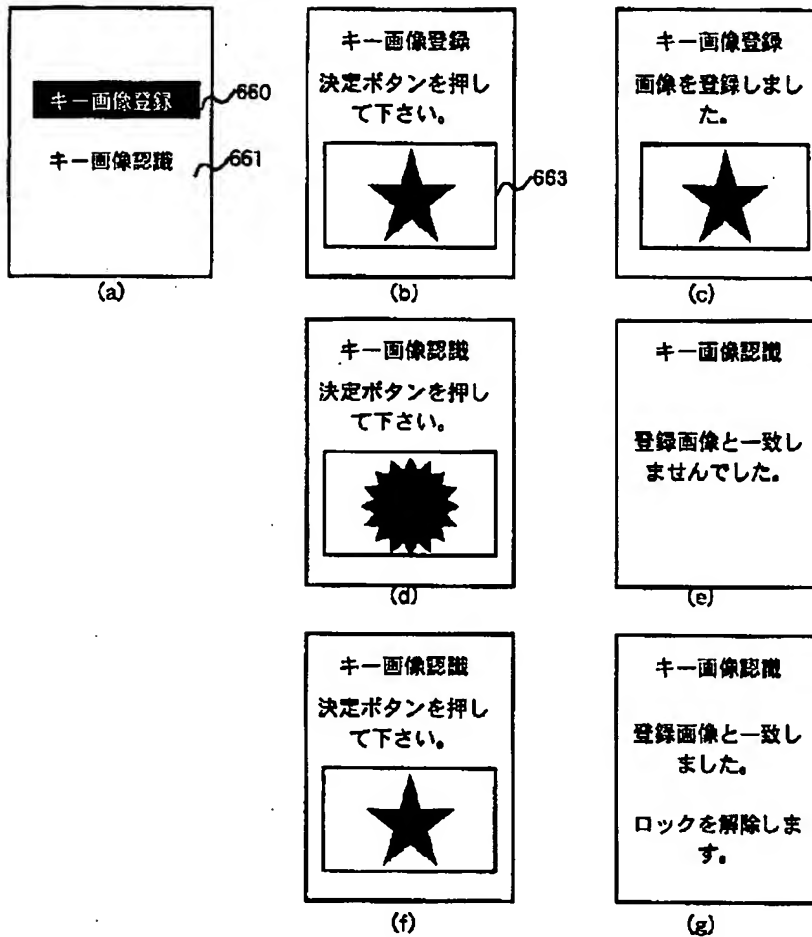 キー画像登録
660
キー画像認識
661
(a)
キー画像登録
決定ボタンを押し
て下さい。
663
(b)
キー画像登録
画像を登録しまし
た。
(c)
キー画像認識
決定ボタンを押し
て下さい。
(d)
キー画像認識
登録画像と一致し
ませんでした。
(e)
キー画像認識
決定ボタンを押し
て下さい。
(f)
キー画像認識
登録画像と一致し
ました。
ロックを解除しま
す。
(g)